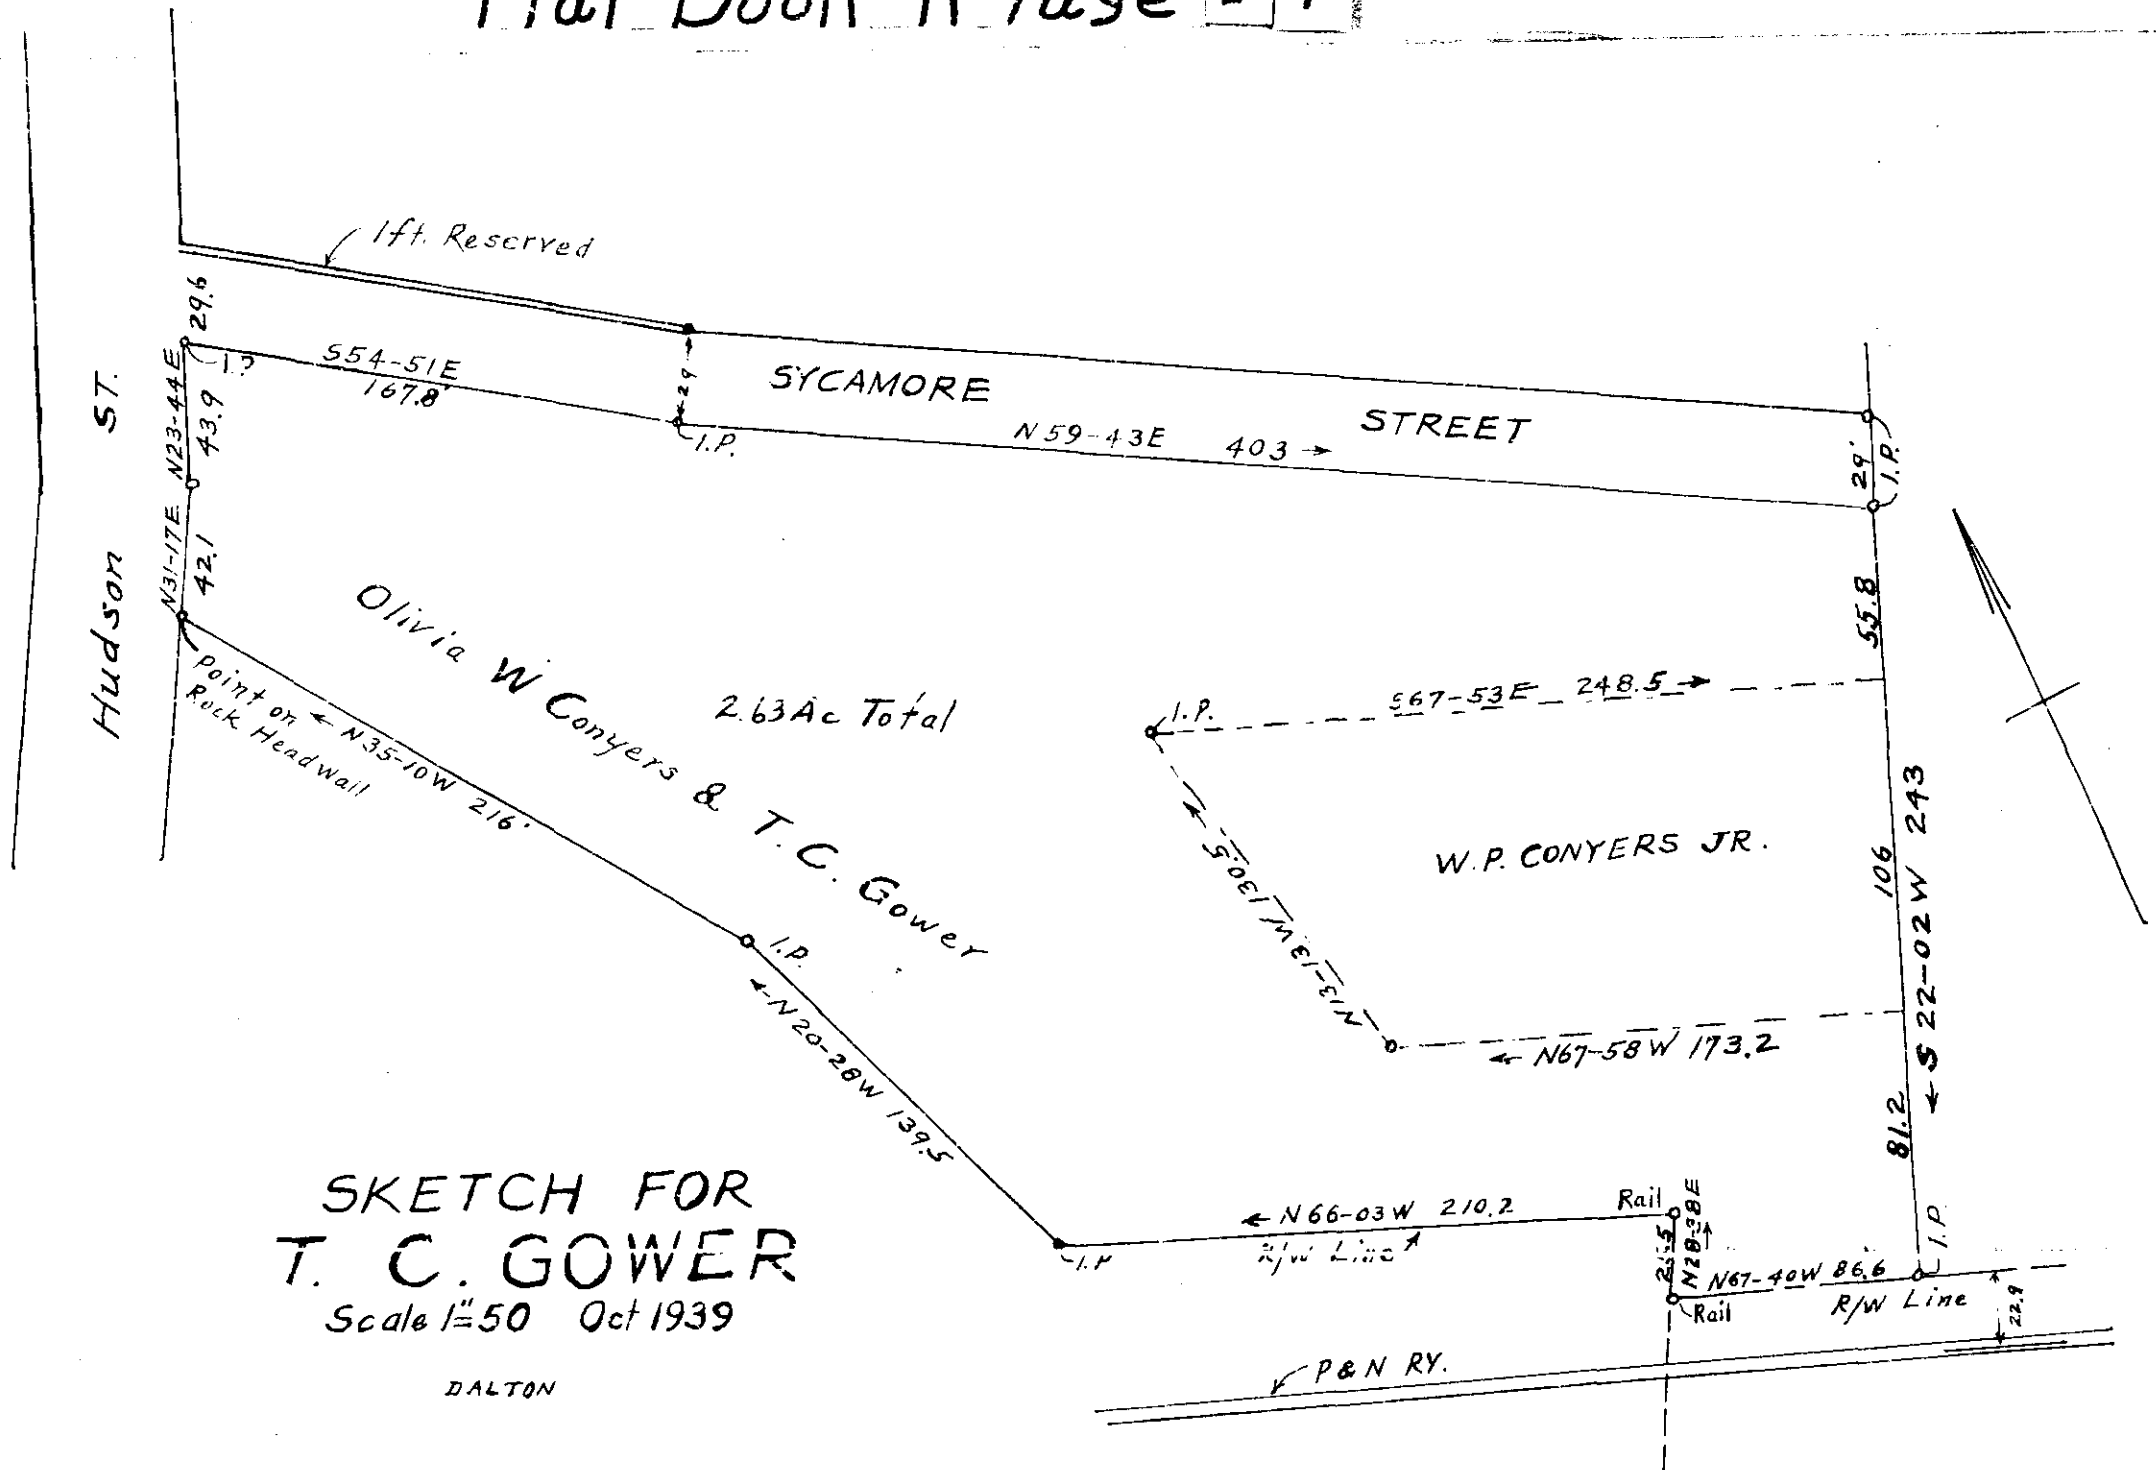 1ft. Reserved
29.6
I.?
S54-51E
167.8'
29
I.P.
SYCAMORE STREET
N59-43E 403 →
29'
I.P.
N23-44E
43.9
N31-17E
42.1
Hudson ST.
Point on
Rock Headwall
← N35-10W 216'
Olivia W Conyers & T. C. Gower
2.63 Ac Total
I.P.
S67-53E 248.5 →
55.8
N13-13W 130.5
W. P. CONYERS JR.
106
← S 22-02W 243
← N67-58W 173.2
81.2
I.P.
← N20-28W 139.5
I.P
← N66-03W 210.2
R/W Line
Rail
N28-38E
N67-40W 86.6
Rail
R/W Line
I.P.
22.9
P & N RY.
SKETCH FOR
T. C. GOWER
Scale 1"=50 Oct 1939
DALTON